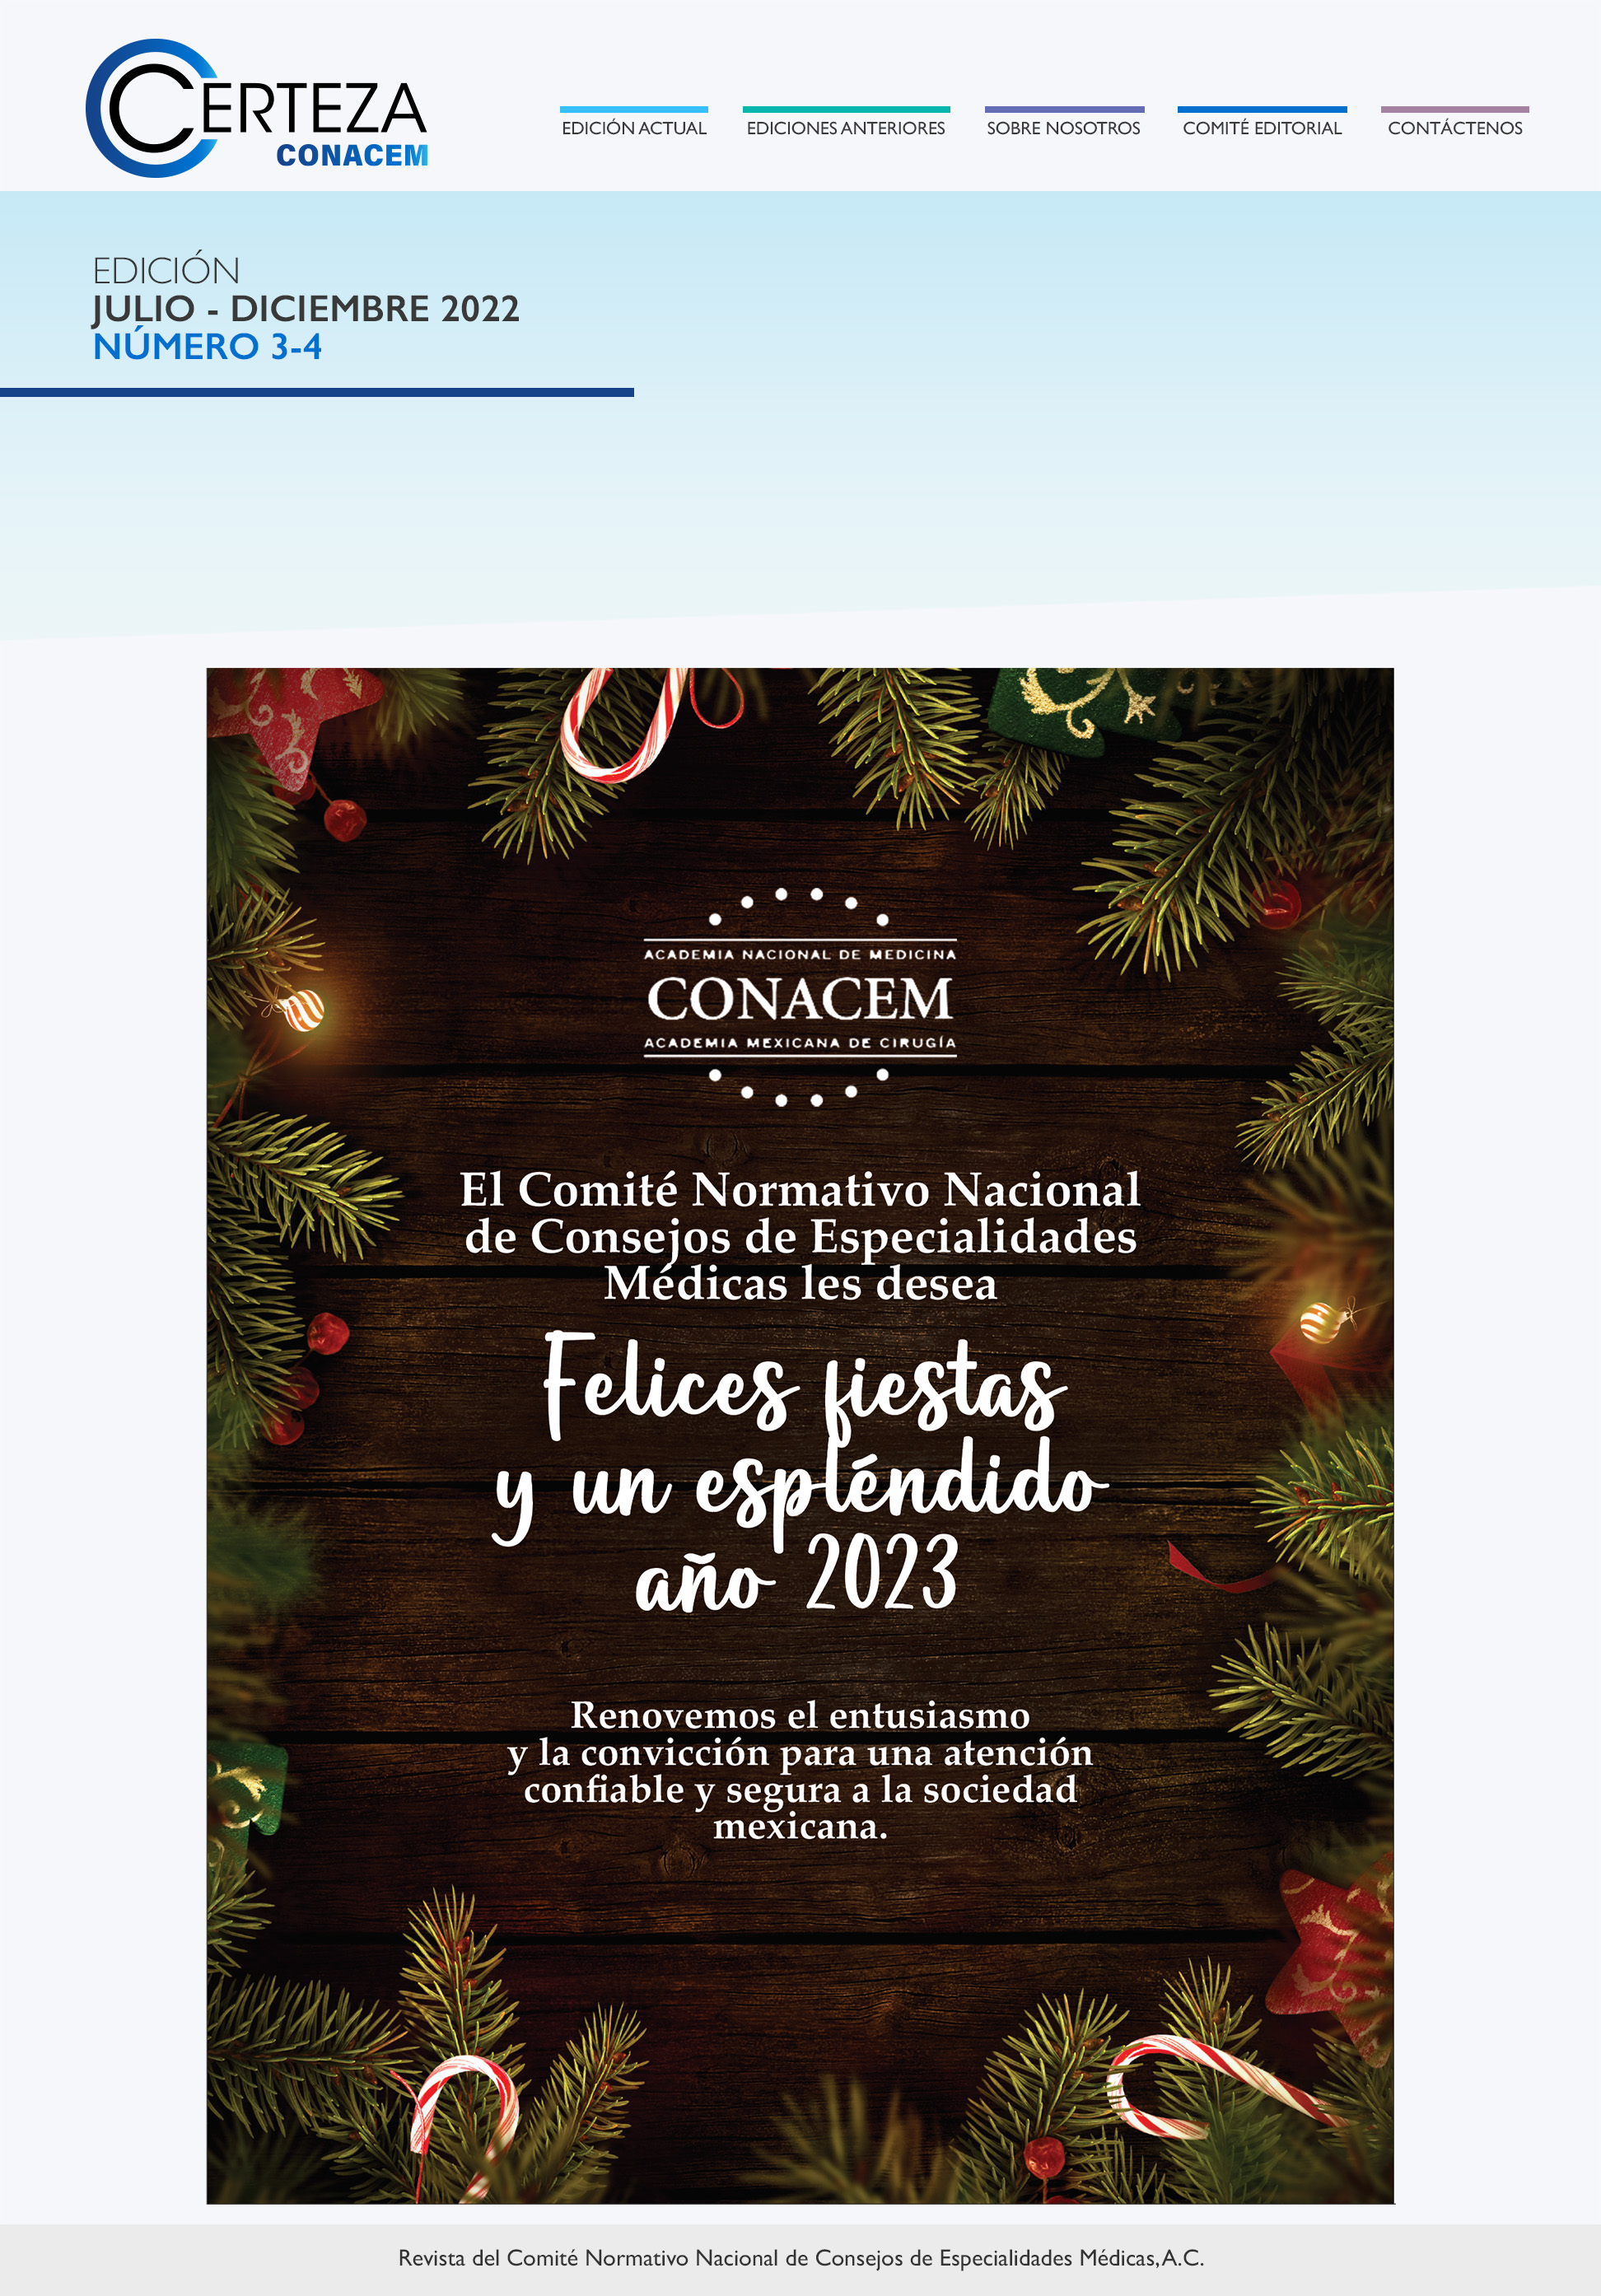 CERTEZA
CONACEM
EDICIÓN ACTUAL
EDICIONES ANTERIORES
SOBRE NOSOTROS
COMITÉ EDITORIAL
CONTÁCTENOS
EDICIÓN
JULIO - DICIEMBRE 2022
NÚMERO 3-4
ACADEMIA NACIONAL DE MEDICINA
CONACEM
ACADEMIA MEXICANA DE CIRUGÍA
El Comité Normativo Nacional
de Consejos de Especialidades
Médicas les desea
Felices fiestas
y un espléndido
año 2023
Renovemos el entusiasmo
y la convicción para una atención
confiable y segura a la sociedad
mexicana.
Revista del Comité Normativo Nacional de Consejos de Especialidades Médicas, A.C.